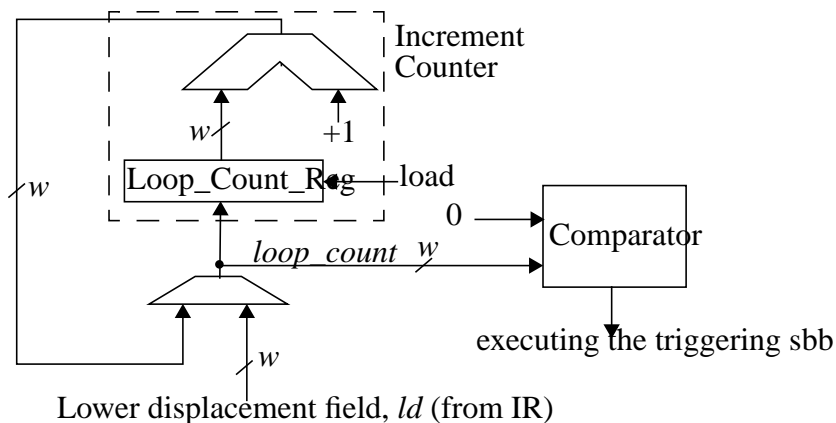 Increment
Counter
w
+1
Loop_Count_Reg
load
w
0
Comparator
loop_count
w
executing the triggering sbb
w
Lower displacement field, ld (from IR)